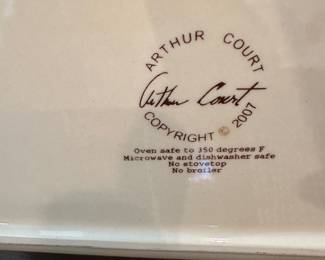 ARTHUR COURT
Arthur Court
COPYRIGHT © 2007
Oven safe to 350 degrees F
Microwave and dishwasher safe
No stovetop
No broiler